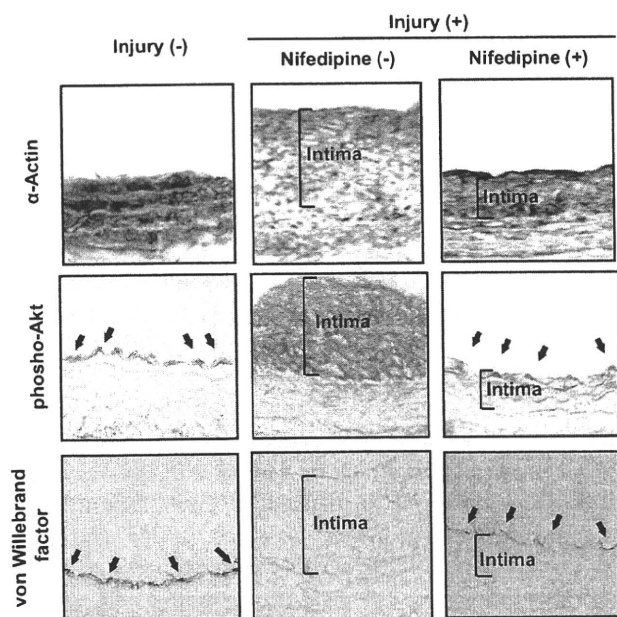 Injury (+)
Injury (-)
Nifedipine (-)
Nifedipine (+)
α-Actin
Intima
Intima
phosho-Akt
Intima
Intima
von Willebrand
factor
Intima
Intima